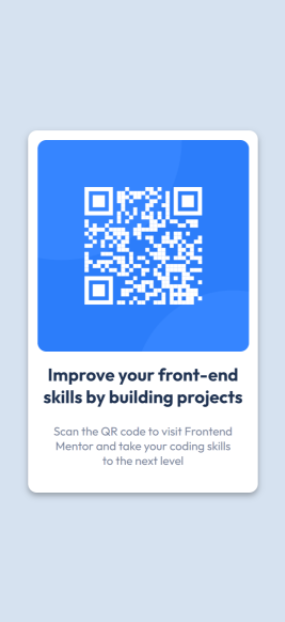 Improve your front-end
skills by building projects
Scan the QR code to visit Frontend
Mentor and take your coding skills
to the next level